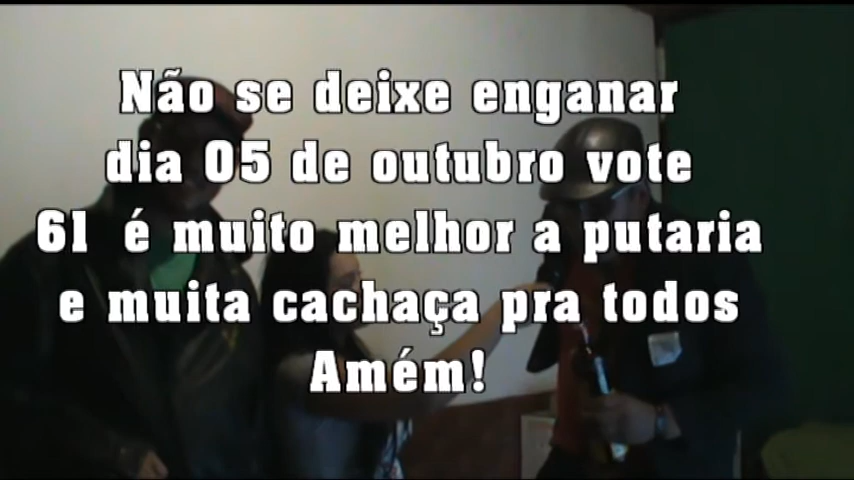 Não se deixe enganar
dia 05 de outubro vote
61 é muito melhor a putaria
e muita cachaça pra todos
Amém!